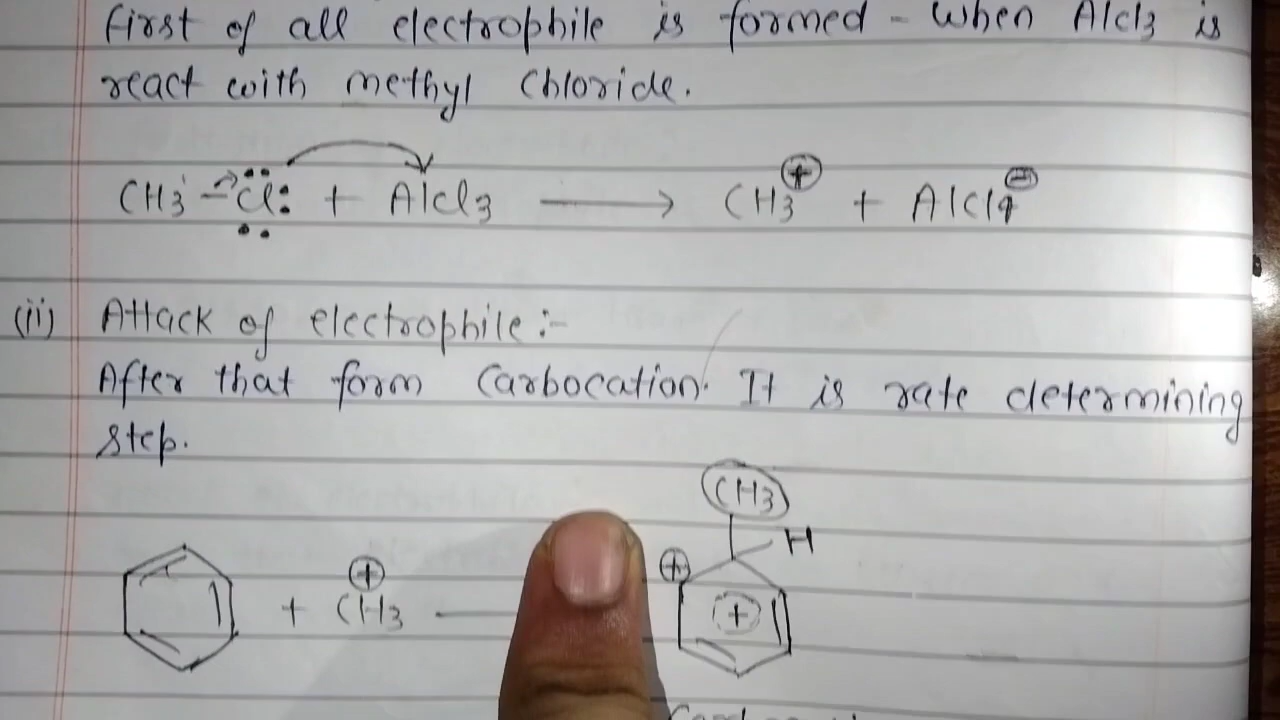 First of all electrophile is formed - When AlCl3 is
react with methyl Chloride.
CH3 - Cl: + AlCl3 ⟶ CH3⊕ + AlCl4⊖
(ii) Attack of electrophile :-
After that form Carbocation. It is rate determining
step.
CH3
H
⊕
+ CH3⊕ +